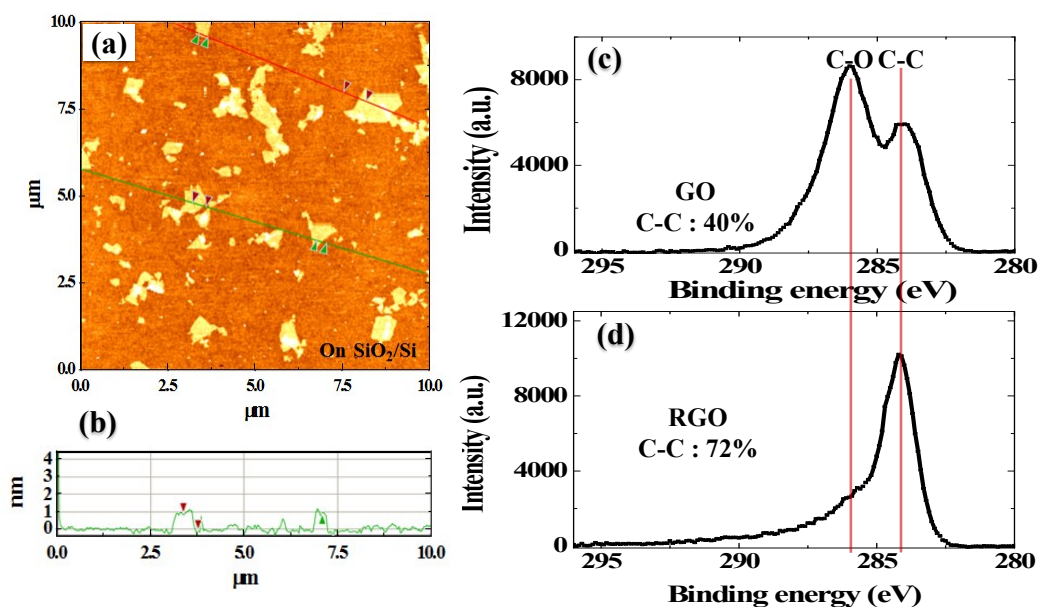 (a)
10.0
7.5
5.0
2.5
0.0
μm
On SiO₂/Si
0.0 2.5 5.0 7.5 10.0
μm
(b)
4
3
2
1
0
nm
0.0 2.5 5.0 7.5 10.0
μm
(c)
C-O C-C
8000
4000
0
Intensity (a.u.)
GO
C-C : 40%
295 290 285 280
Binding energy (eV)
(d)
12000
8000
4000
0
Intensity (a.u.)
RGO
C-C : 72%
295 290 285 280
Binding energy (eV)